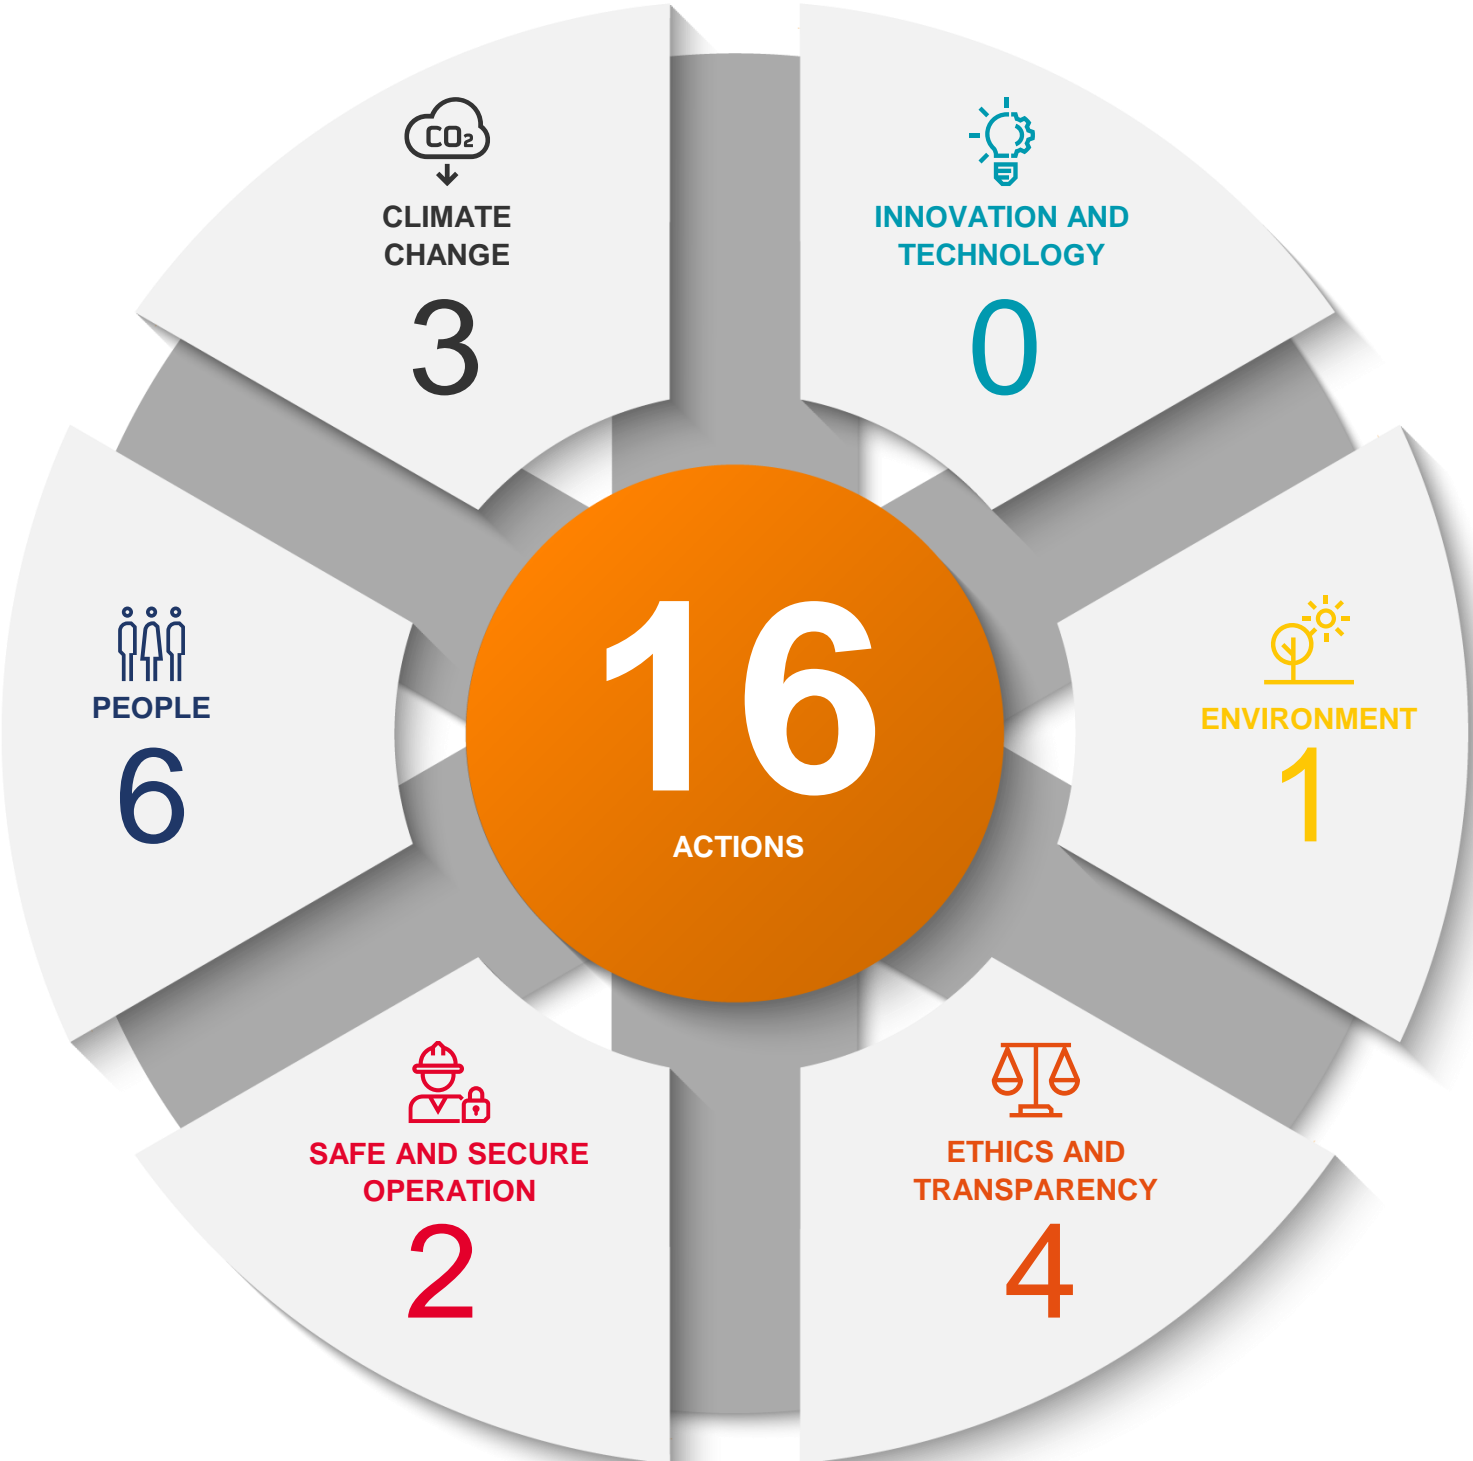 CO₂
CLIMATE
CHANGE
3
INNOVATION AND
TECHNOLOGY
0
PEOPLE
6
16
ACTIONS
ENVIRONMENT
1
SAFE AND SECURE
OPERATION
2
ETHICS AND
TRANSPARENCY
4